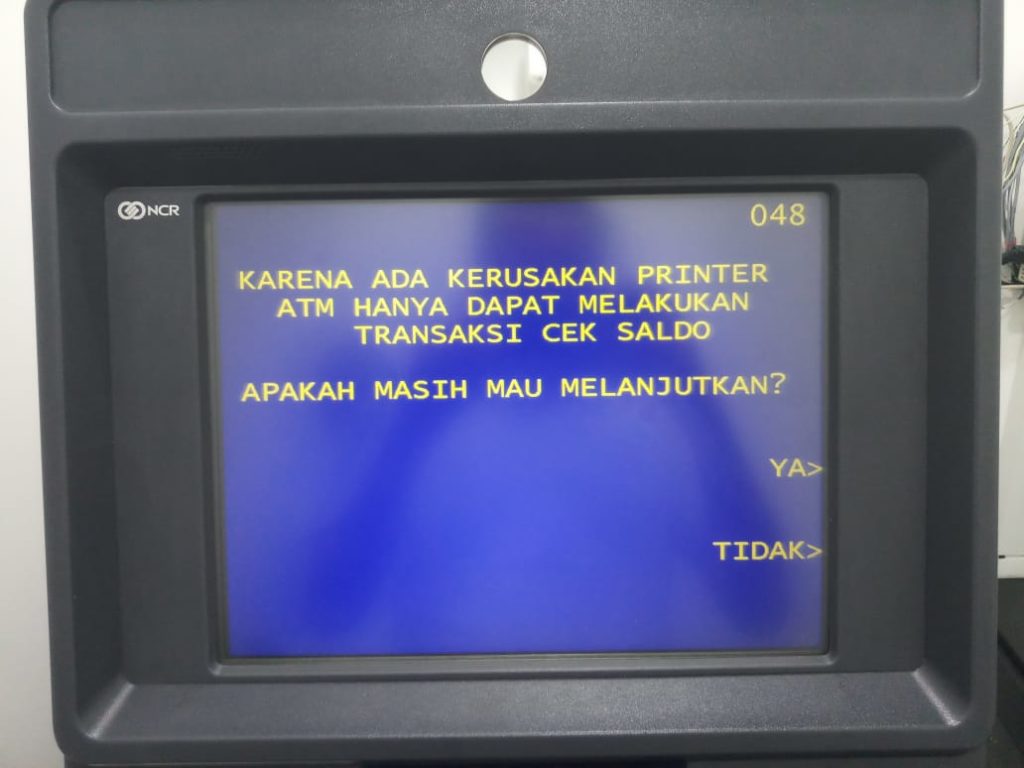 NCR
048
KARENA ADA KERUSAKAN PRINTER
ATM HANYA DAPAT MELAKUKAN
TRANSAKSI CEK SALDO
APAKAH MASIH MAU MELANJUTKAN?
YA>
TIDAK>